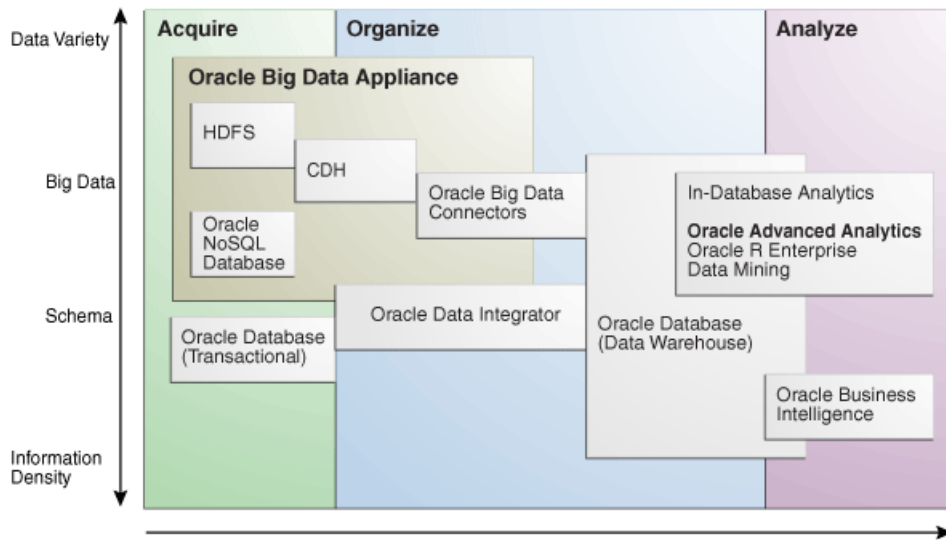 Data Variety
Acquire
Organize
Analyze
Oracle Big Data Appliance
HDFS
CDH
Big Data
Oracle Big Data
Connectors
In-Database Analytics
Oracle Advanced Analytics
Oracle R Enterprise
Data Mining
Oracle
NoSQL
Database
Schema
Oracle Data Integrator
Oracle Database
(Transactional)
Oracle Database
(Data Warehouse)
Oracle Business
Intelligence
Information
Density